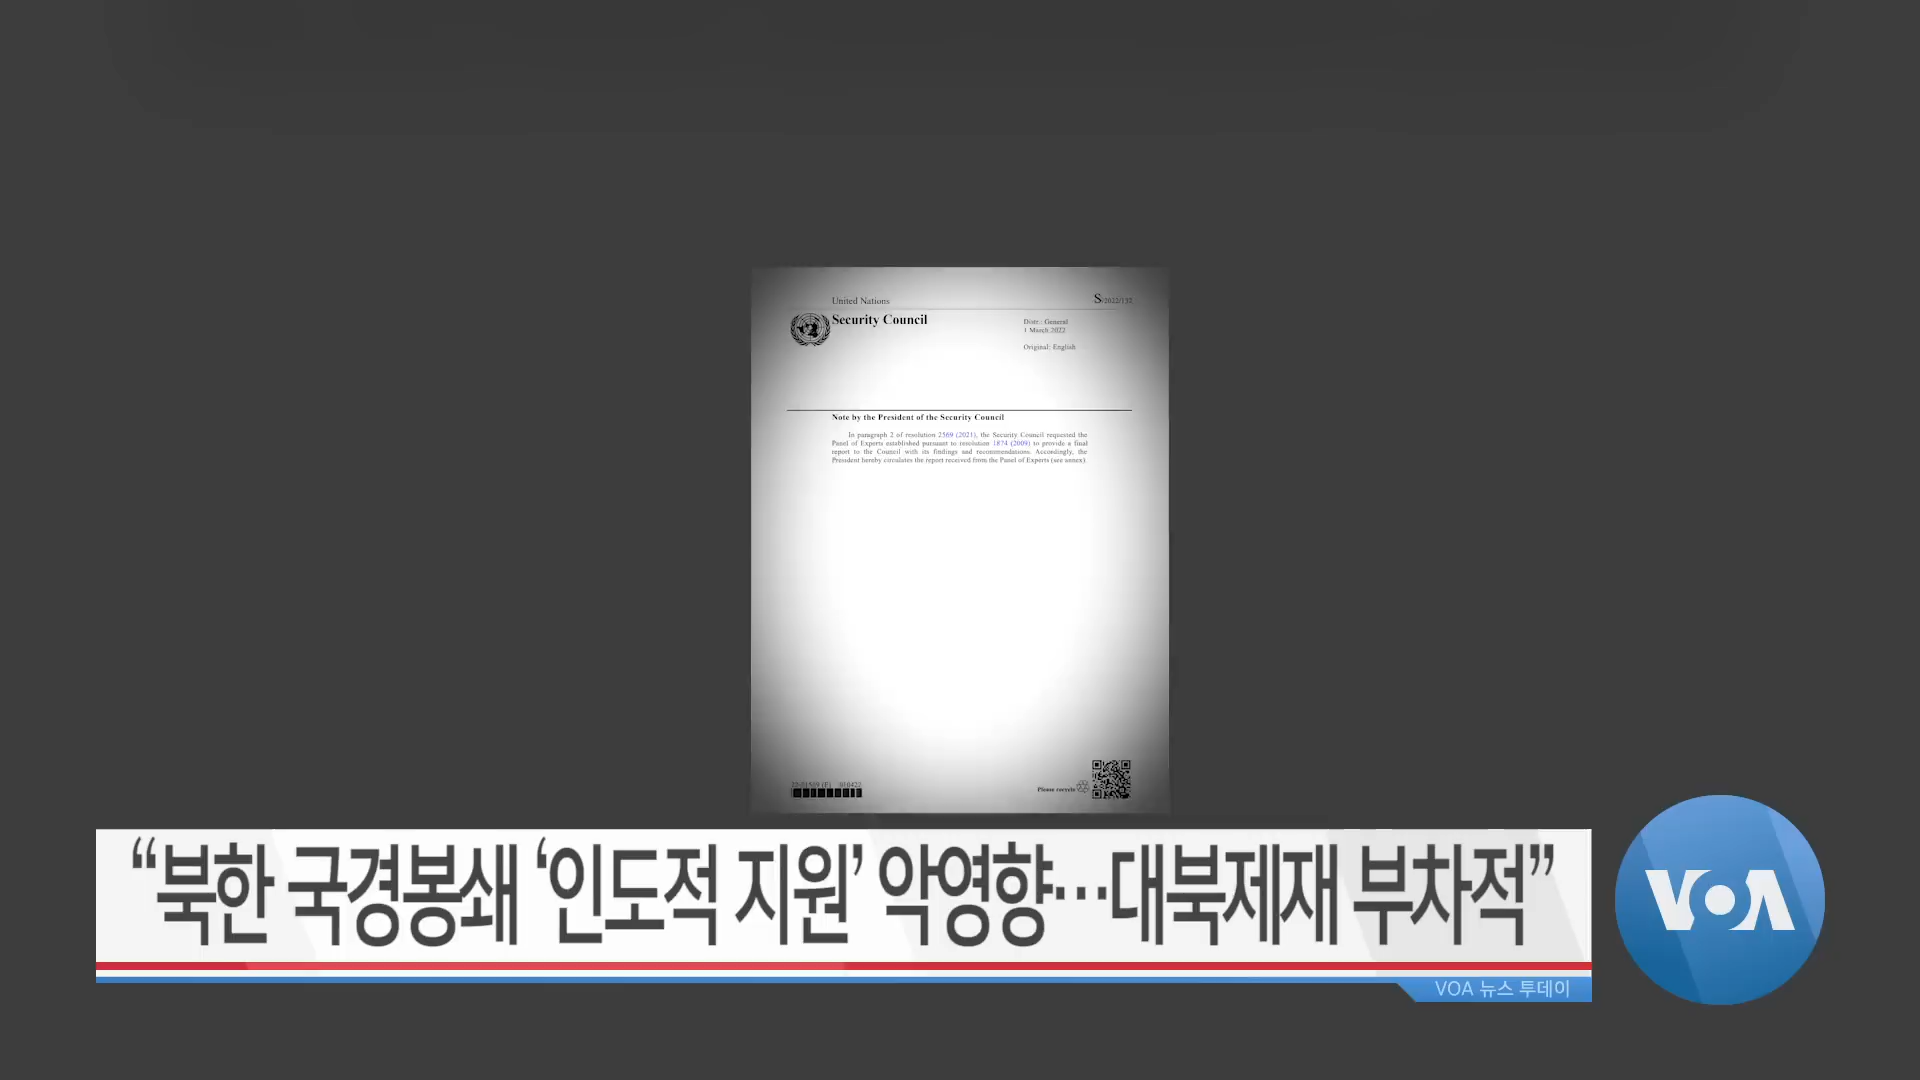 United Nations
S/2022/132
Security Council
Distr.: General
1 March 2022
Original: English
Note by the President of the Security Council
In paragraph 2 of resolution 2569 (2021), the Security Council requested the
Panel of Experts established pursuant to resolution 1874 (2009) to provide a final
report to the Council with its findings and recommendations. Accordingly, the
President hereby circulates the report received from the Panel of Experts (see annex).
(E) 010422
Please recycle
“북한 국경봉쇄 ‘인도적 지원’ 악영향…대북제재 부차적”
VOA
VOA 뉴스 투데이